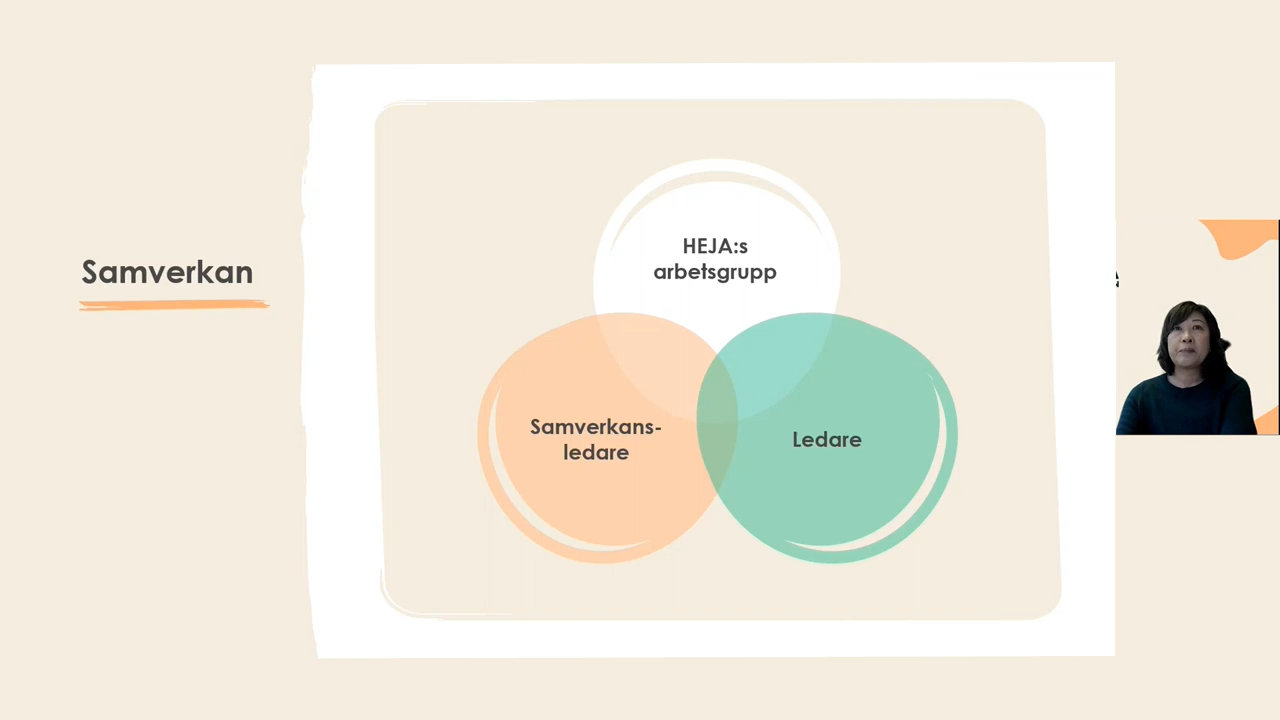 Samverkan
HEJA:s
arbetsgrupp
Samverkans-
ledare
Ledare